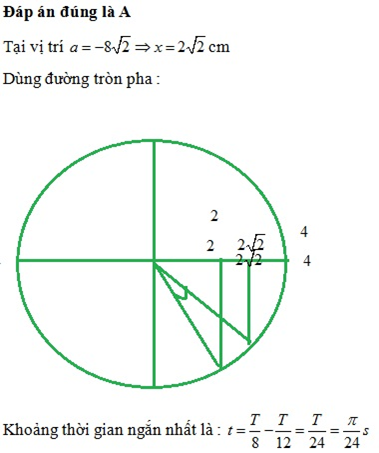 Đáp án đúng là A
Tại vị trí a = −8√2 ⇒ x = 2√2 cm
Dùng đường tròn pha :
2
4
2 2√2
2√2 4
Khoảng thời gian ngắn nhất là : t = T/8 − T/12 = T/24 = π/24 s